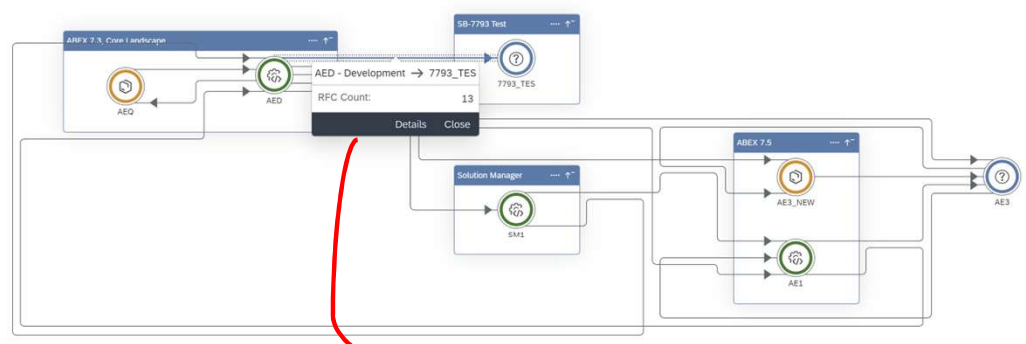 SB-7793 Test
ABEX 7.3, Core Landscape
7793_TES
AED
AEQ
AED - Development → 7793_TES
RFC Count: 13
Details Close
ABEX 7.5
Solution Manager
AE3_NEW
AE3
SM1
AE1